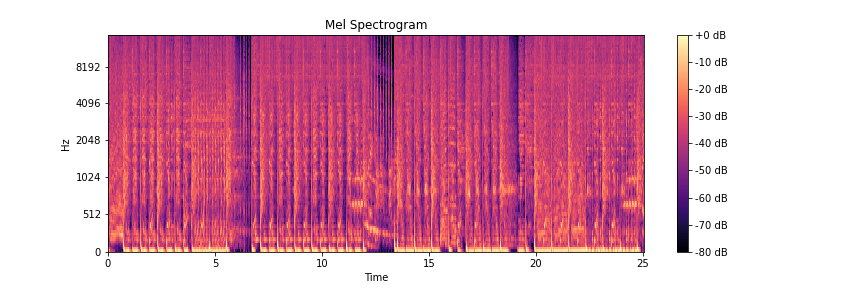 Mel Spectrogram
Hz
8192
4096
2048
1024
512
0
0 5 10 15 20 25
Time
+0 dB
-10 dB
-20 dB
-30 dB
-40 dB
-50 dB
-60 dB
-70 dB
-80 dB